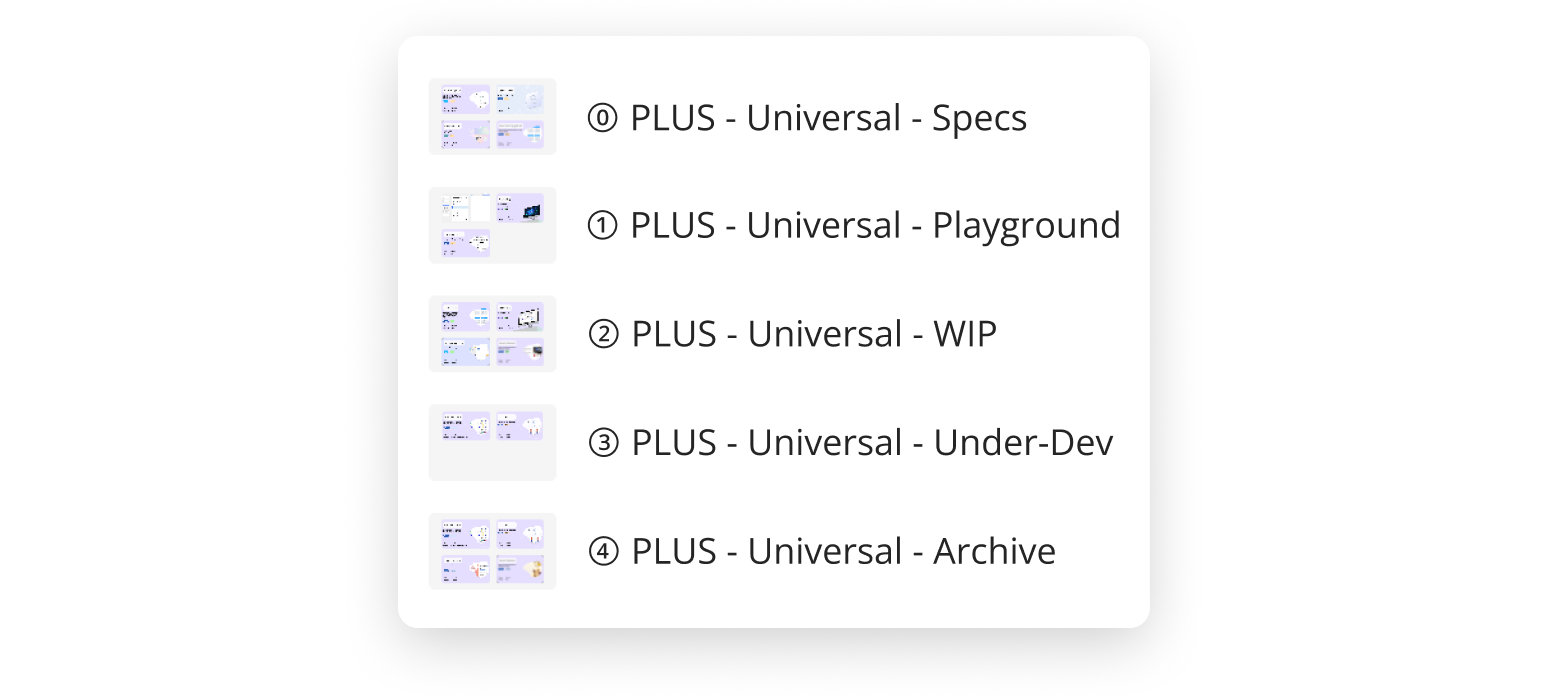 ⓪ PLUS - Universal - Specs
① PLUS - Universal - Playground
② PLUS - Universal - WIP
③ PLUS - Universal - Under-Dev
④ PLUS - Universal - Archive